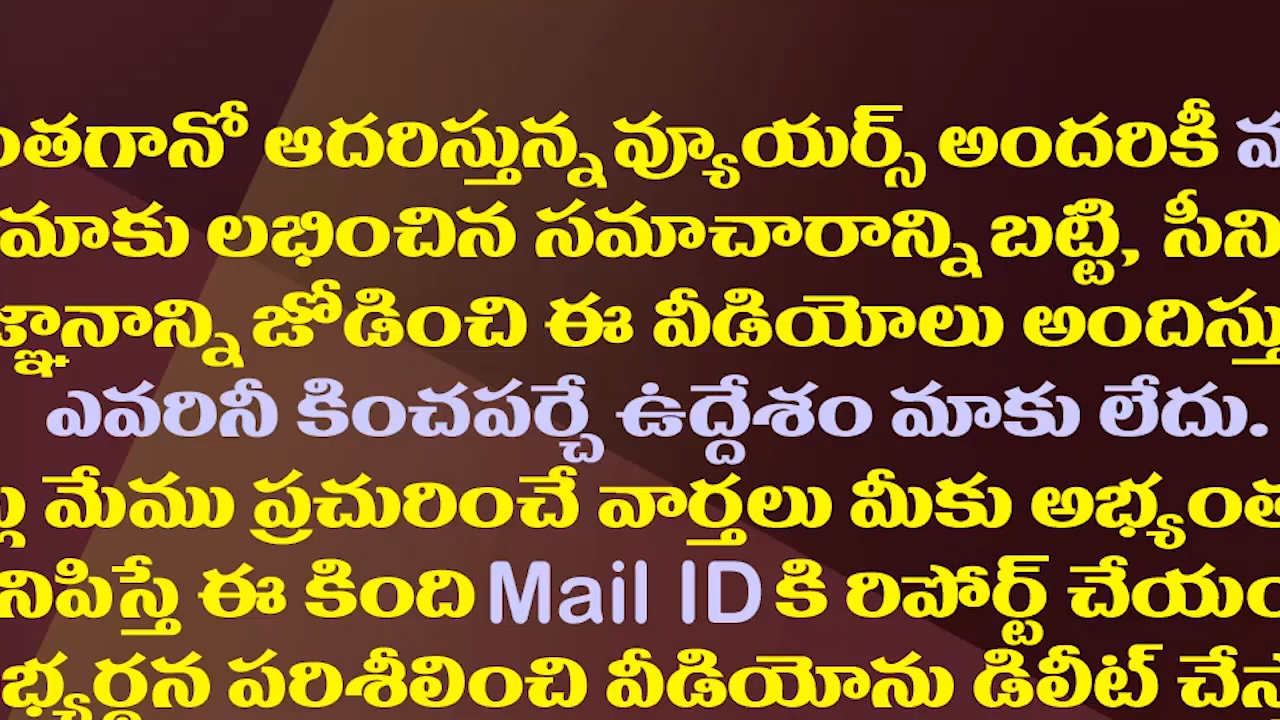 ఆదరిస్తున్న వ్యూయర్స్ అందరికీ
మాకు లభించిన సమాచారాన్ని బట్టి,
జోడించి ఈ వీడియోలు
ఎవరినీ కించపర్చే ఉద్దేశం మాకు లేదు.
మేము ప్రచురించే వార్తలు మీకు
ఈ కింది Mail ID కి రిపోర్ట్
పరిశీలించి వీడియోను డిలీట్